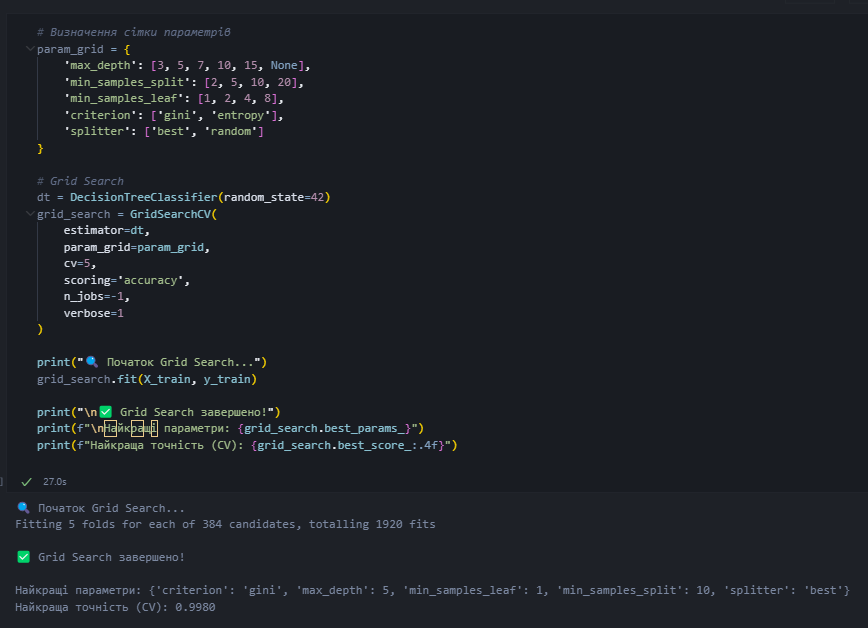 # Визначення сітки параметрів
param_grid = {
    'max_depth': [3, 5, 7, 10, 15, None],
    'min_samples_split': [2, 5, 10, 20],
    'min_samples_leaf': [1, 2, 4, 8],
    'criterion': ['gini', 'entropy'],
    'splitter': ['best', 'random']
}
# Grid Search
dt = DecisionTreeClassifier(random_state=42)
grid_search = GridSearchCV(
    estimator=dt,
    param_grid=param_grid,
    cv=5,
    scoring='accuracy',
    n_jobs=-1,
    verbose=1
)
print("🔍 Початок Grid Search...")
grid_search.fit(X_train, y_train)
print("\n✅ Grid Search завершено!")
print(f"\nНайкращі параметри: {grid_search.best_params_}")
print(f"Найкраща точність (CV): {grid_search.best_score_:.4f}")
27.0s
🔍 Початок Grid Search...
Fitting 5 folds for each of 384 candidates, totalling 1920 fits
✅ Grid Search завершено!
Найкращі параметри: {'criterion': 'gini', 'max_depth': 5, 'min_samples_leaf': 1, 'min_samples_split': 10, 'splitter': 'best'}
Найкраща точність (CV): 0.9980